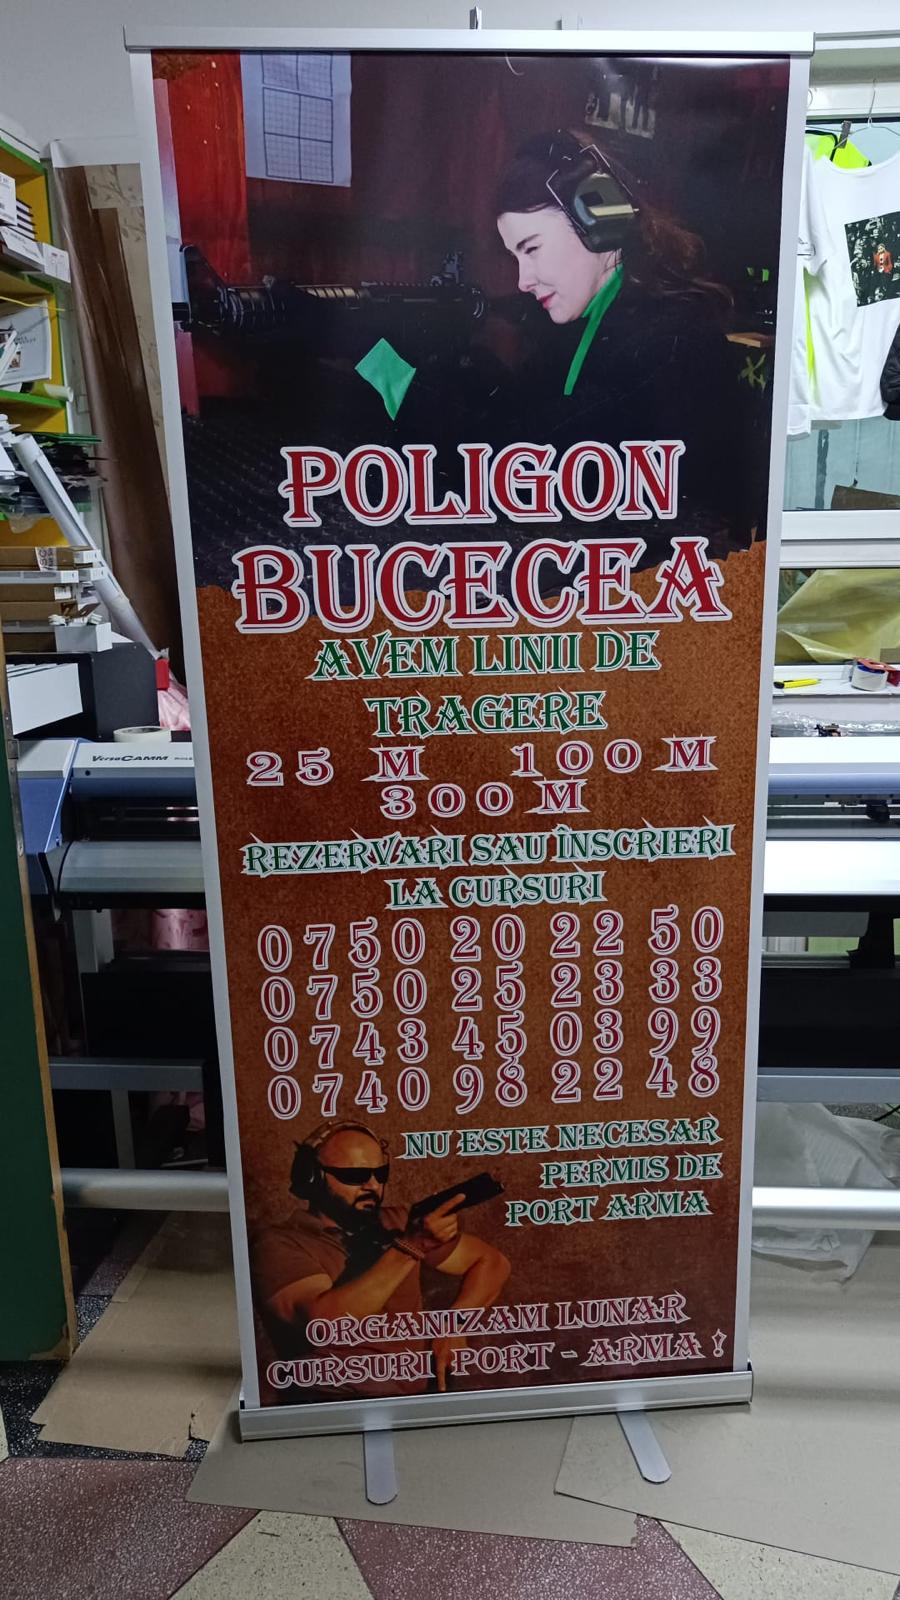 POLIGON
BUCECEA
AVEM LINII DE
TRAGERE
25 M 100 M
300 M
REZERVARI SAU ÎNSCRIERI
LA CURSURI
0750 20 22 50
0750 25 23 33
0743 45 03 99
0740 98 22 48
NU ESTE NECESAR
PERMIS DE
PORT ARMA
ORGANIZAM LUNAR
CURSURI PORT - ARMA !
VersaCAMM